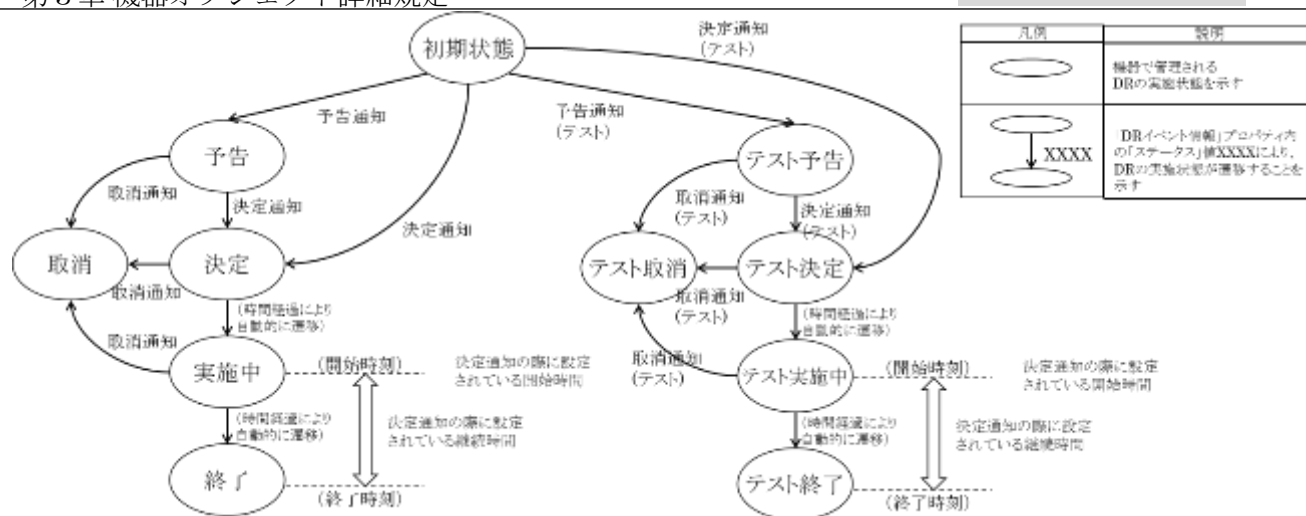 第3章 機器オブジェクト詳細規定
初期状態
決定通知
(テスト)
予告通知
予告通知
(テスト)
予告
テスト予告
取消通知
決定通知
取消通知
(テスト)
決定通知
(テスト)
決定通知
取消
決定
テスト取消
テスト決定
取消通知
取消通知
(テスト)
(時間経過により
自動的に遷移)
(時間経過により
自動的に遷移)
取消通知
取消通知
(テスト)
実施中
(開始時刻)
決定通知の際に設定
されている開始時間
テスト実施中
(開始時刻)
決定通知の際に設定
されている開始時間
(時間経過により
自動的に遷移)
決定通知の際に設定
されている継続時間
(時間経過により
自動的に遷移)
決定通知の際に設定
されている継続時間
終了
(終了時刻)
テスト終了
(終了時刻)
凡例
説明
機器で管理される
DRの実施状態を示す
XXXX
「DRイベント情報」プロパティ内
の「ステータス」値XXXXにより、
DRの実施状態が遷移することを
示す